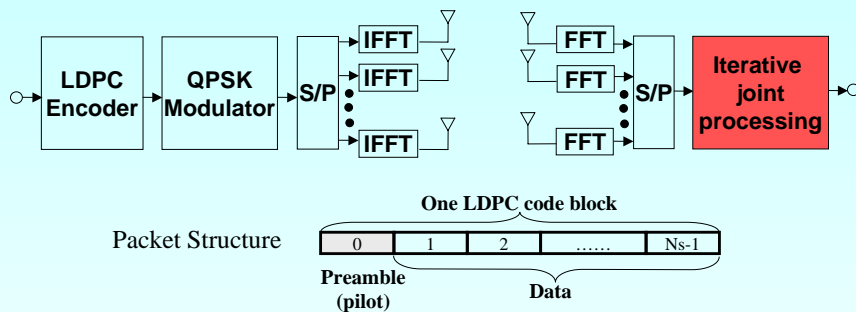 LDPC
Encoder
QPSK
Modulator
S/P
IFFT
IFFT
IFFT
FFT
FFT
FFT
S/P
Iterative
joint
processing
One LDPC code block
Packet Structure
0 1 2 ...... Ns-1
Preamble
(pilot)
Data